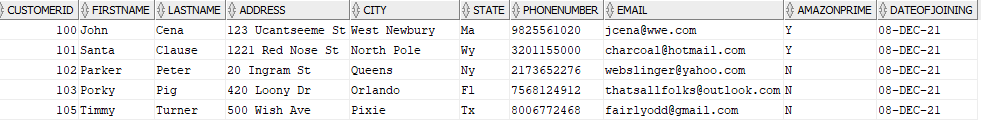 CUSTOMERID FIRSTNAME LASTNAME ADDRESS CITY STATE PHONENUMBER EMAIL AMAZONPRIME DATEOFJOINING
100 John Cena 123 Ucantseeme St West Newbury Ma 9825561020 jcena@wwe.com Y 08-DEC-21
101 Santa Clause 1221 Red Nose St North Pole Wy 3201155000 charcoal@hotmail.com Y 08-DEC-21
102 Parker Peter 20 Ingram St Queens Ny 2173652276 webslinger@yahoo.com N 08-DEC-21
103 Porky Pig 420 Loony Dr Orlando Fl 7568124912 thatsallfolks@outlook.com N 08-DEC-21
105 Timmy Turner 500 Wish Ave Pixie Tx 8006772468 fairlyodd@gmail.com N 08-DEC-21